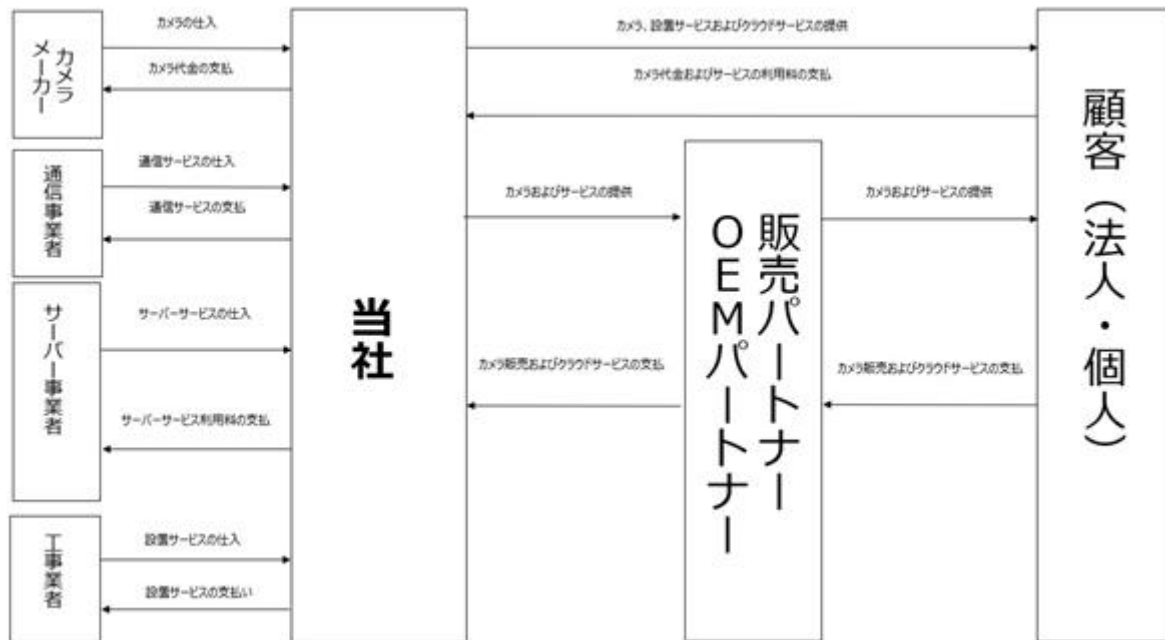 カメラメーカー
カメラの仕入
カメラ代金の支払
通信事業者
通信サービスの仕入
通信サービスの支払
サーバー事業者
サーバーサービスの仕入
サーバーサービス利用料の支払
工事業者
設置サービスの仕入
設置サービスの支払い
当社
カメラ、設置サービスおよびクラウドサービスの提供
カメラ代金およびサービスの利用料の支払
カメラおよびサービスの提供
カメラ販売およびクラウドサービスの支払
販売パートナー
OEMパートナー
カメラおよびサービスの提供
カメラ販売およびクラウドサービスの支払
顧客（法人・個人）